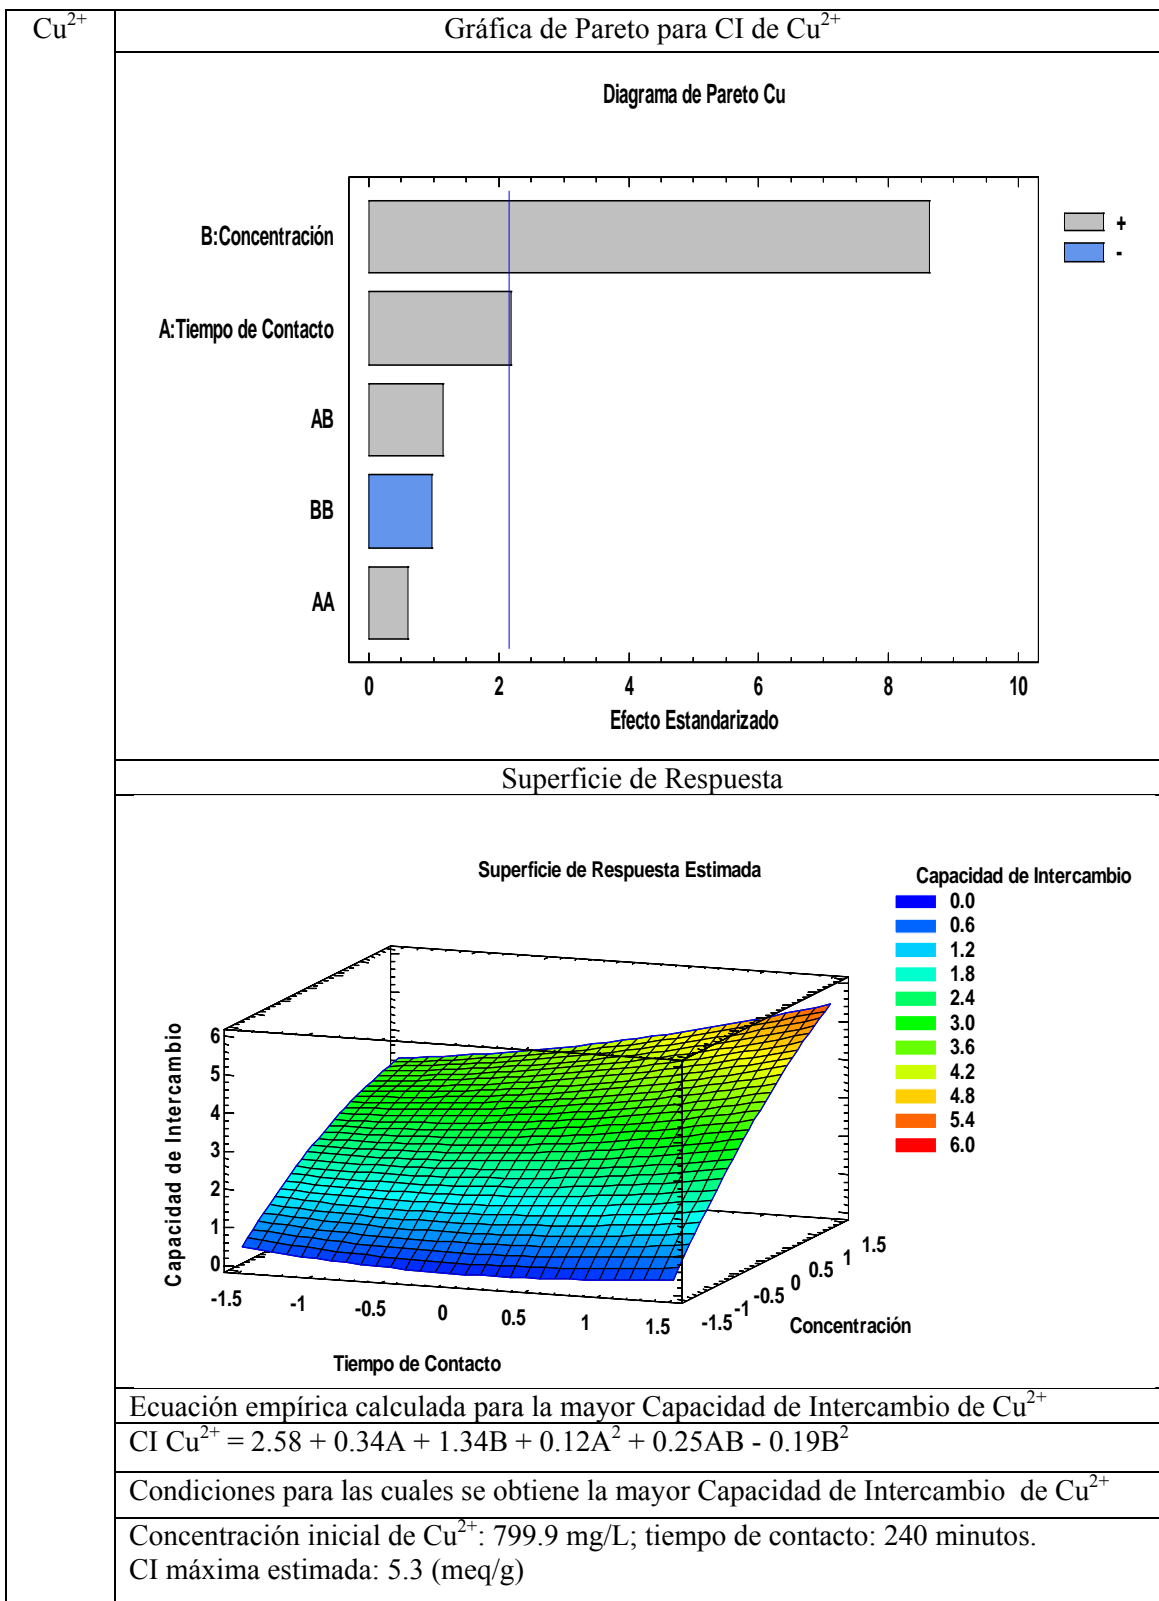 Cu²⁺
Gráfica de Pareto para CI de Cu²⁺
Diagrama de Pareto Cu
B:Concentración
A:Tiempo de Contacto
AB
BB
AA
0 2 4 6 8 10
Efecto Estandarizado
+
-
Superficie de Respuesta
Superficie de Respuesta Estimada
Capacidad de Intercambio
0.0
0.6
1.2
1.8
2.4
3.0
3.6
4.2
4.8
5.4
6.0
Capacidad de Intercambio
6
5
4
3
2
1
0
-1.5 -1 -0.5 0 0.5 1 1.5
Tiempo de Contacto
-1.5 -1 -0.5 0 0.5 1 1.5
Concentración
Ecuación empírica calculada para la mayor Capacidad de Intercambio de Cu²⁺
CI Cu²⁺ = 2.58 + 0.34A + 1.34B + 0.12A² + 0.25AB - 0.19B²
Condiciones para las cuales se obtiene la mayor Capacidad de Intercambio de Cu²⁺
Concentración inicial de Cu²⁺: 799.9 mg/L; tiempo de contacto: 240 minutos.
CI máxima estimada: 5.3 (meq/g)